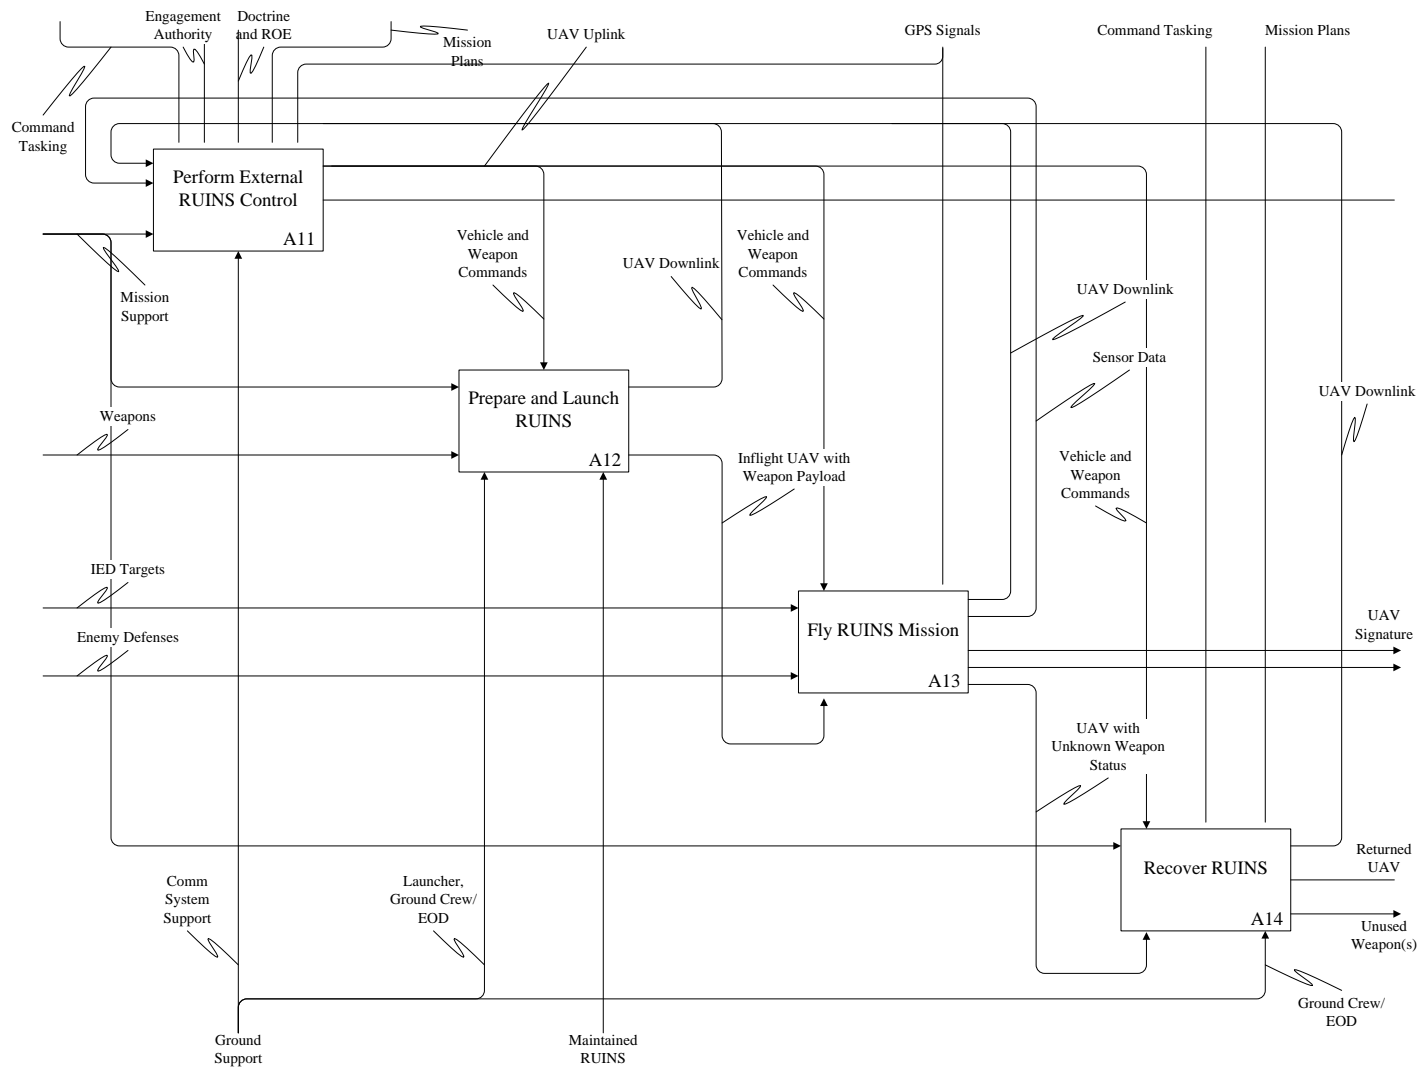 Engagement
Authority
Doctrine
and ROE
Mission
Plans
UAV Uplink
GPS Signals
Command Tasking
Mission Plans
Command
Tasking
Perform External
RUINS Control
A11
Vehicle and
Weapon
Commands
UAV Downlink
Vehicle and
Weapon
Commands
UAV Downlink
Mission
Support
Sensor Data
Prepare and Launch
RUINS
A12
UAV Downlink
Weapons
Inflight UAV with
Weapon Payload
Vehicle and
Weapon
Commands
IED Targets
Fly RUINS Mission
A13
UAV
Signature
Enemy Defenses
UAV with
Unknown Weapon
Status
Recover RUINS
A14
Returned
UAV
Unused
Weapon(s)
Comm
System
Support
Launcher,
Ground Crew/
EOD
Ground Crew/
EOD
Ground
Support
Maintained
RUINS